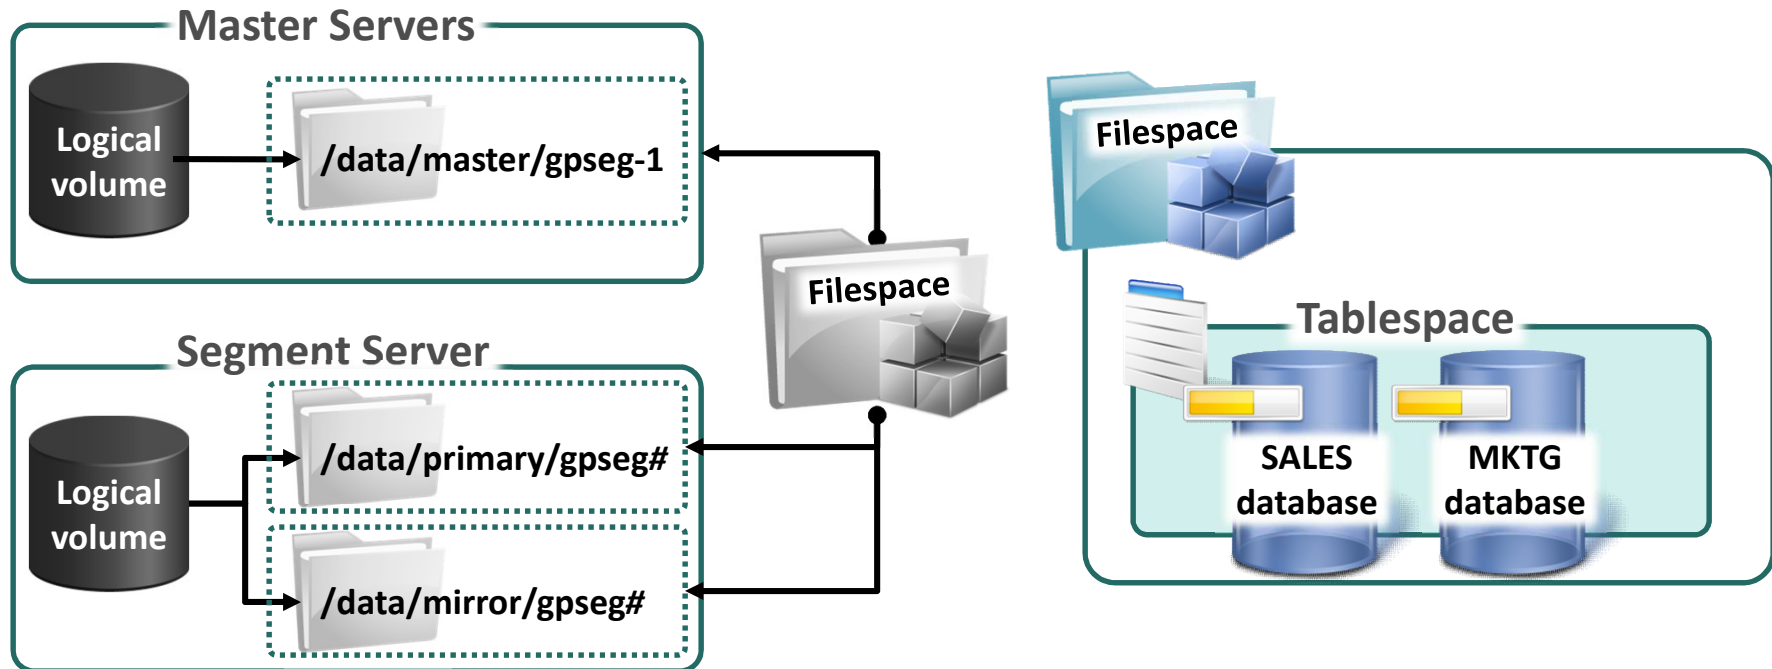 Master Servers
Logical
volume
/data/master/gpseg-1
Filespace
Segment Server
Logical
volume
/data/primary/gpseg#
/data/mirror/gpseg#
Filespace
Tablespace
SALES
database
MKTG
database